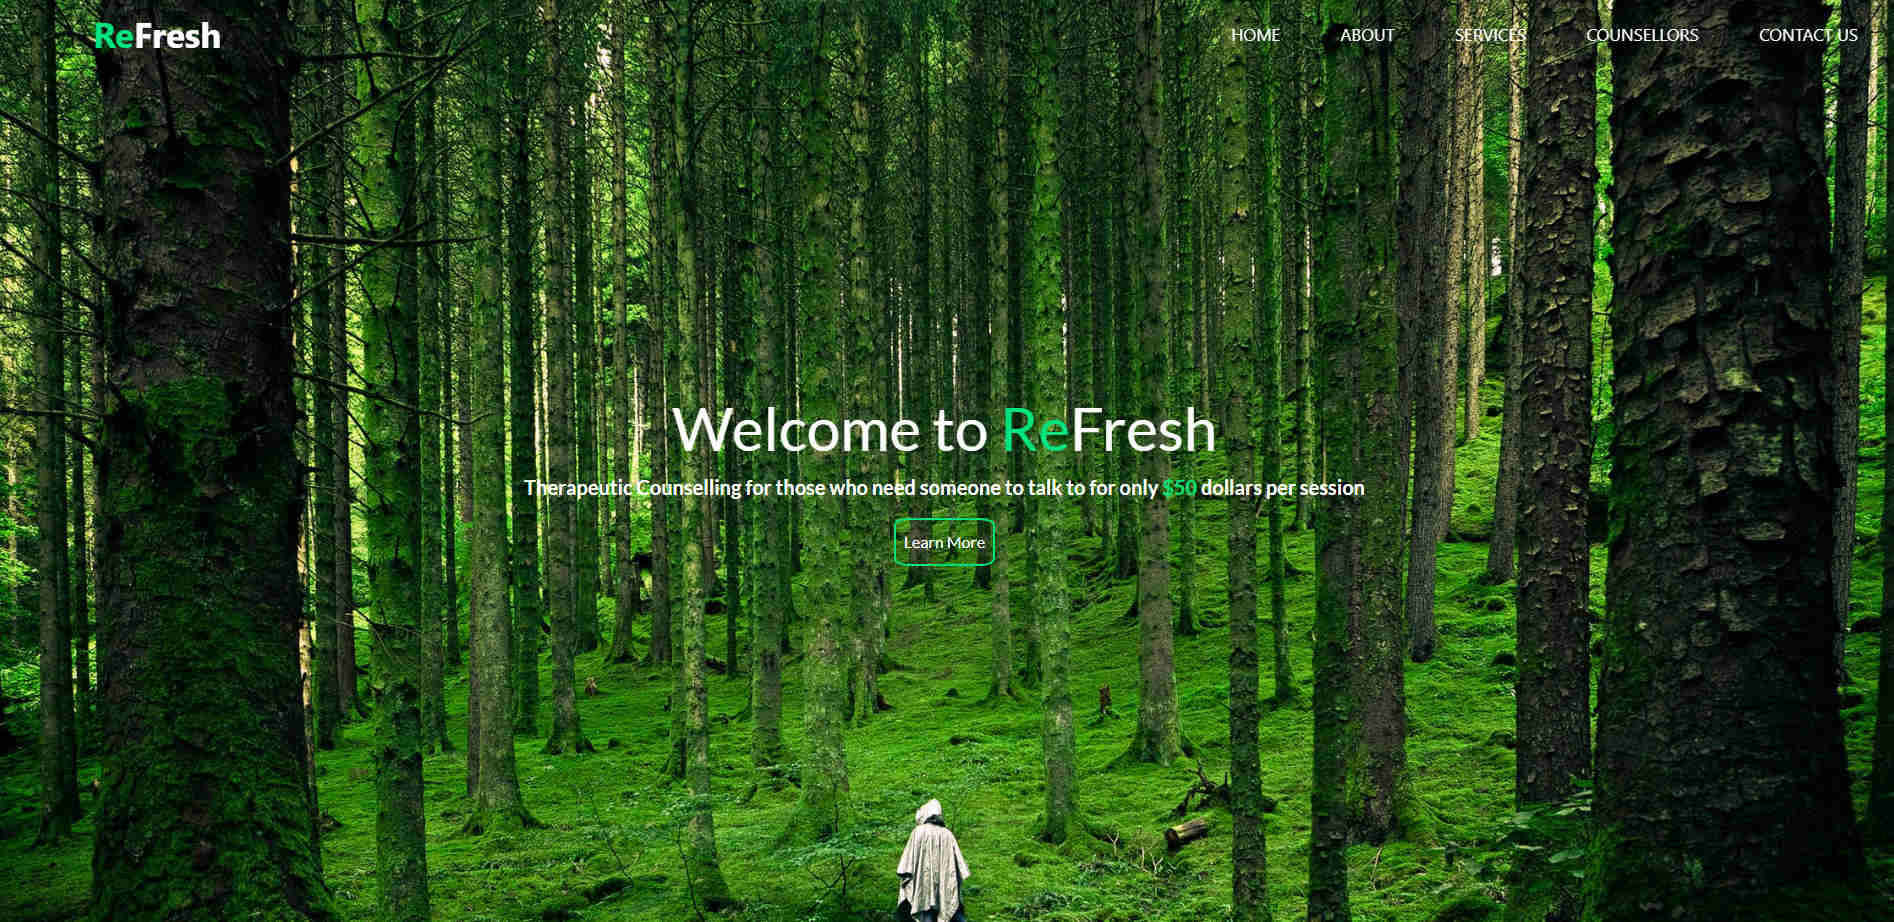 ReFresh
HOME ABOUT SERVICES COUNSELLORS CONTACT US
Welcome to ReFresh
Therapeutic Counselling for those who need someone to talk to for only $50 dollars per session
Learn More